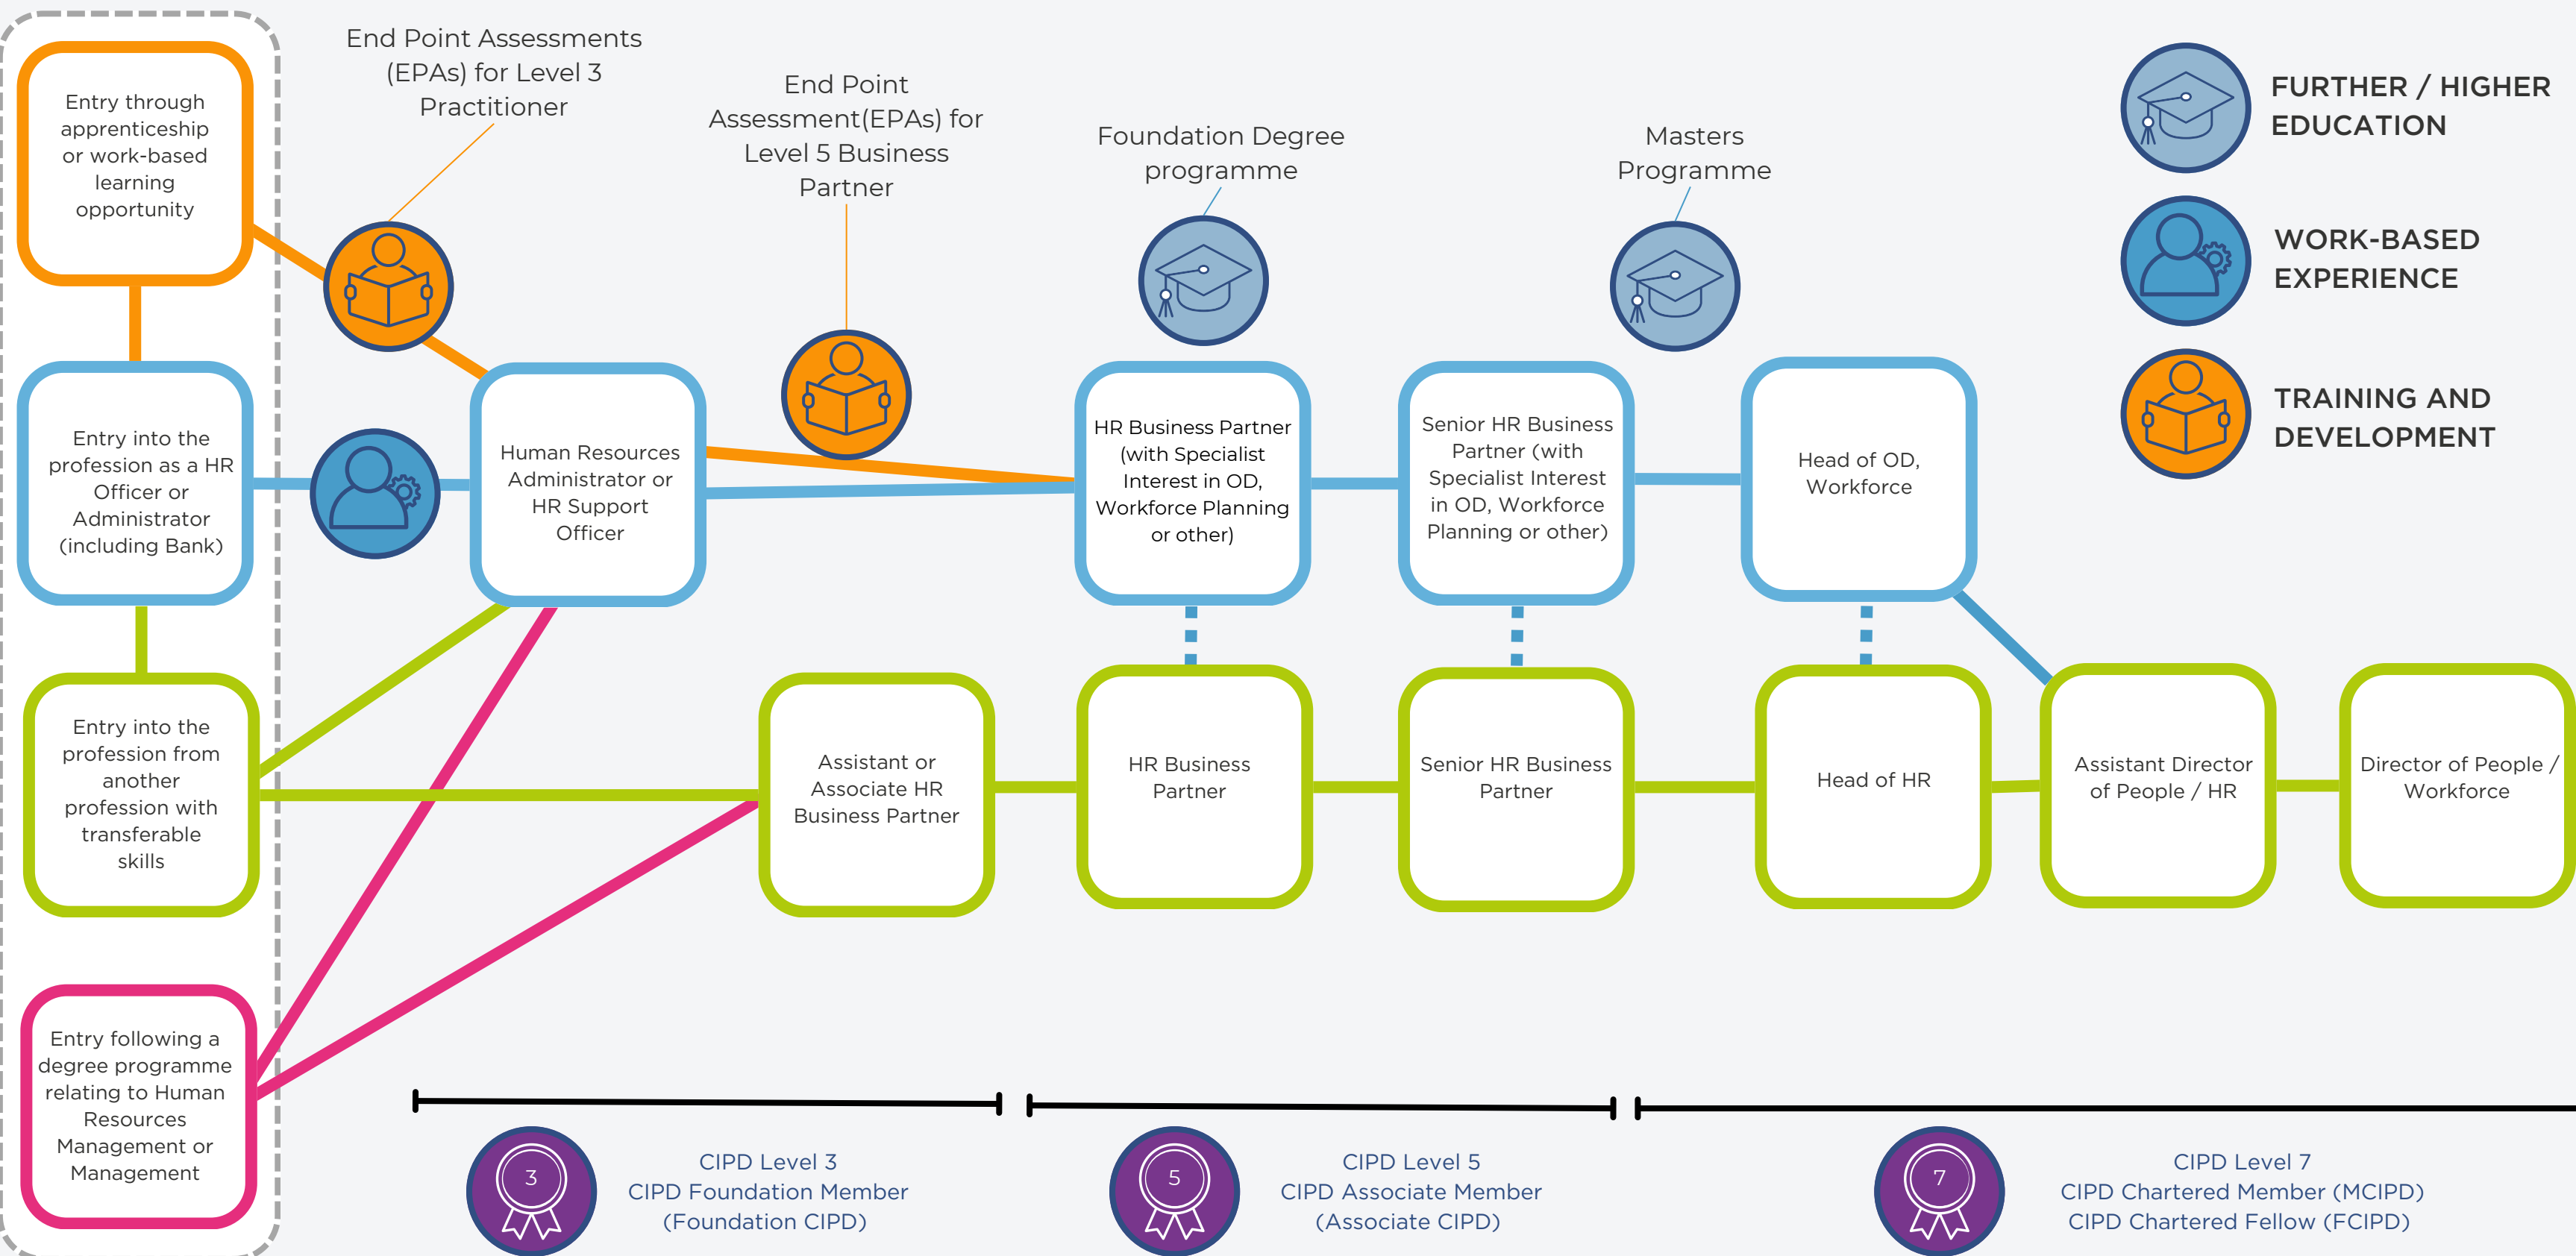 Entry through
apprenticeship
or work-based
learning
opportunity
Entry into the
profession as a HR
Officer or
Administrator
(including Bank)
Entry into the
profession from
another
profession with
transferable
skills
Entry following a
degree programme
relating to Human
Resources
Management or
Management
End Point Assessments
(EPAs) for Level 3
Practitioner
End Point
Assessment(EPAs) for
Level 5 Business
Partner
Foundation Degree
programme
Masters
Programme
FURTHER / HIGHER
EDUCATION
WORK-BASED
EXPERIENCE
TRAINING AND
DEVELOPMENT
Human Resources
Administrator or
HR Support
Officer
HR Business Partner
(with Specialist
Interest in OD,
Workforce Planning
or other)
Senior HR Business
Partner (with
Specialist Interest
in OD, Workforce
Planning or other)
Head of OD,
Workforce
Assistant or
Associate HR
Business Partner
HR Business
Partner
Senior HR Business
Partner
Head of HR
Assistant Director
of People / HR
Director of People /
Workforce
3
CIPD Level 3
CIPD Foundation Member
(Foundation CIPD)
5
CIPD Level 5
CIPD Associate Member
(Associate CIPD)
7
CIPD Level 7
CIPD Chartered Member (MCIPD)
CIPD Chartered Fellow (FCIPD)